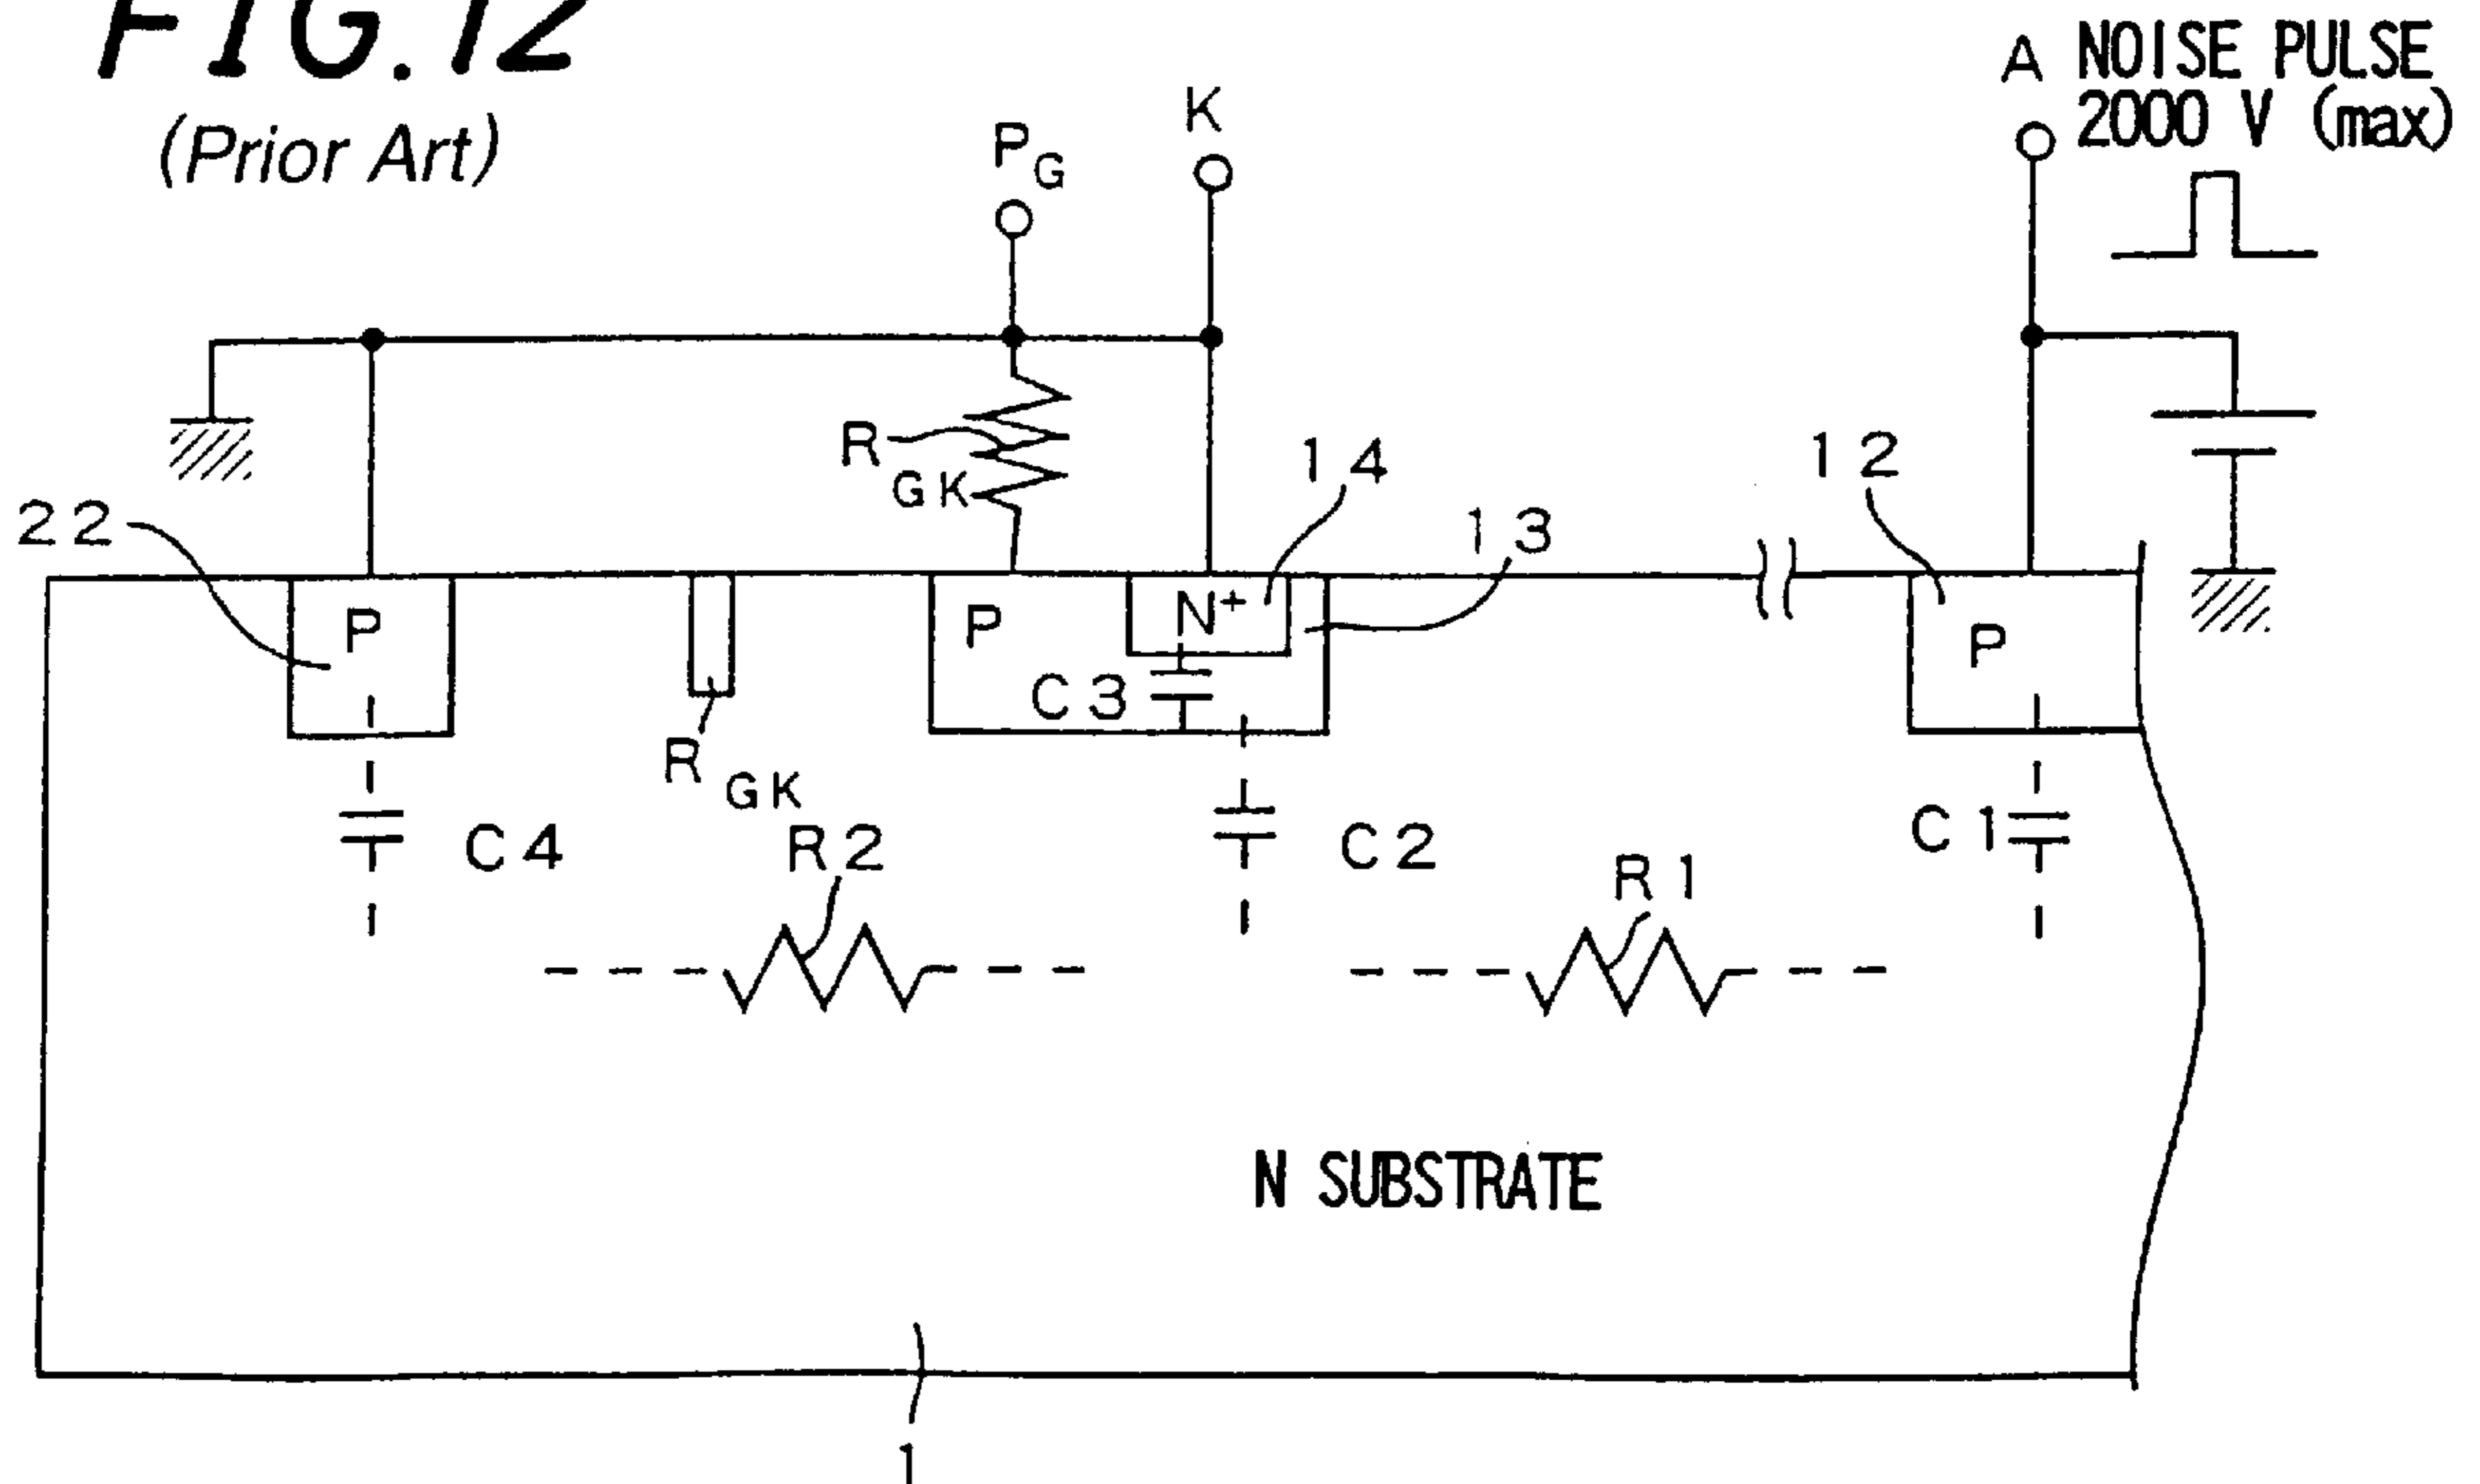 FIG.12
(Prior Art)
A NOISE PULSE
2000 V (max)
K
PG
RGK
14
12
13
22
P
P
N+
P
C3
RGK
C4
R2
C2
R1
C1
N SUBSTRATE
1